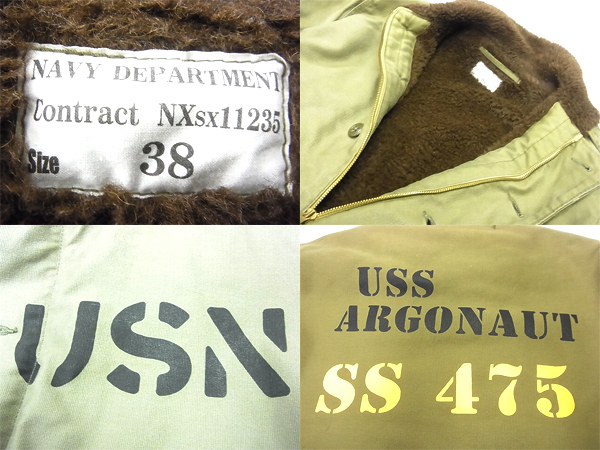 NAVY DEPARTMENT
Contract NXsx11235
Size 38
USN
USS
ARGONAUT
SS 475